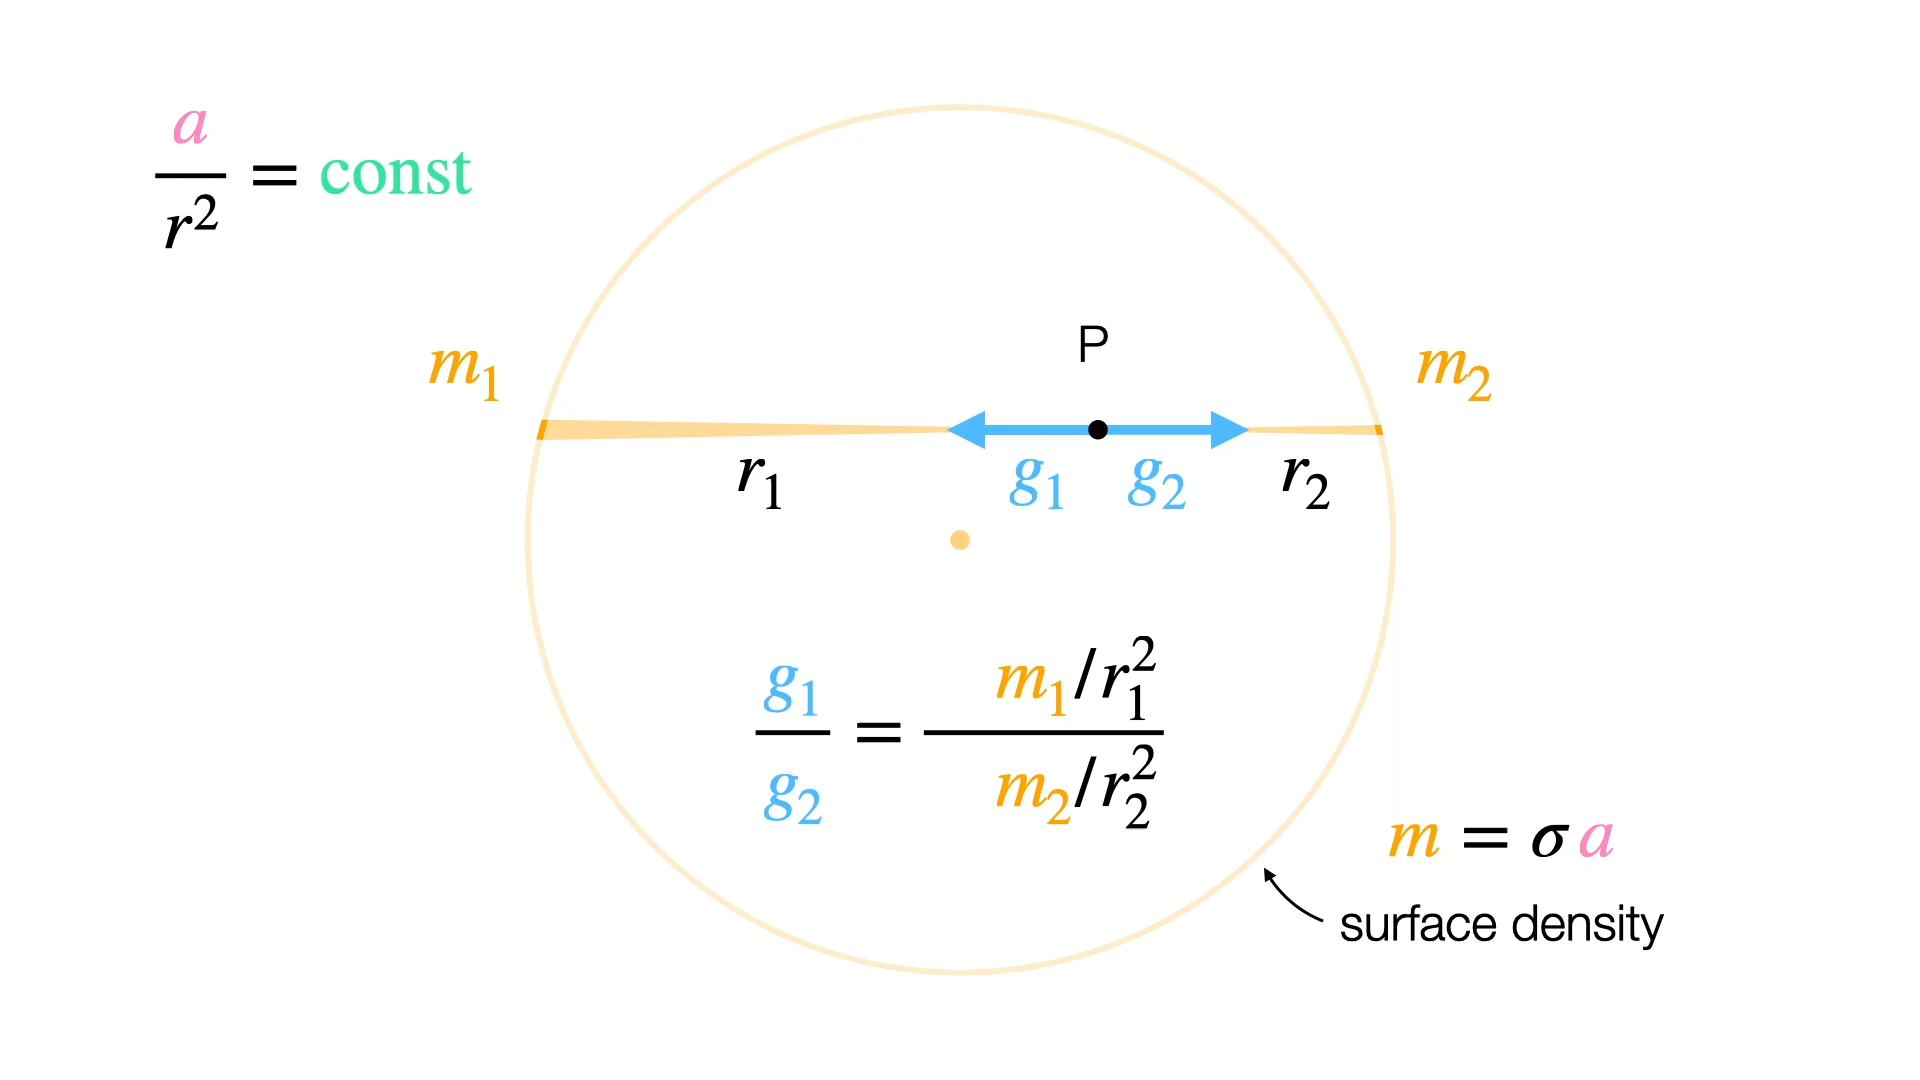 a/r² = const
P
m₁
m₂
r₁
g₁
g₂
r₂
g₁/g₂ = (m₁/r₁²)/(m₂/r₂²)
m = σ a
surface density